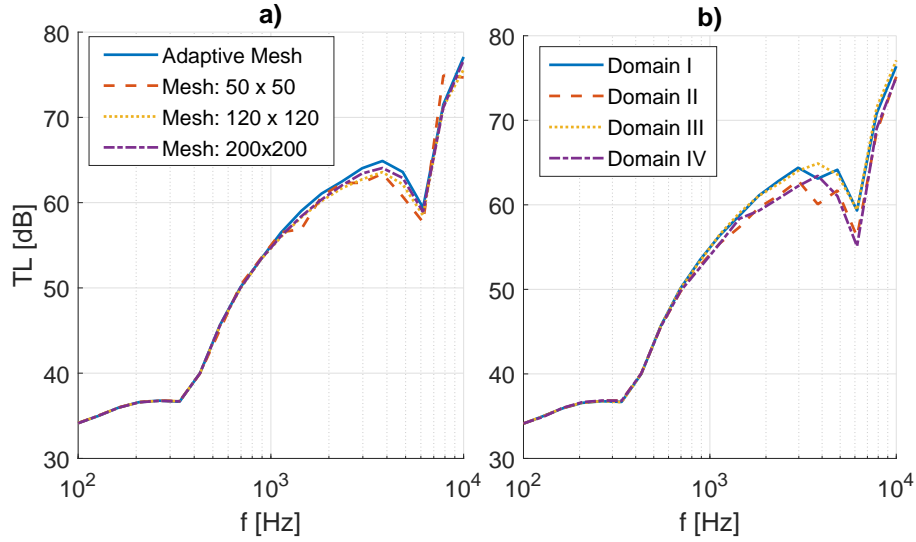 a)
b)
TL [dB]
80
70
60
50
40
30
Adaptive Mesh
Mesh: 50 x 50
Mesh: 120 x 120
Mesh: 200x200
10^2
10^3
10^4
f [Hz]
80
70
60
50
40
30
Domain I
Domain II
Domain III
Domain IV
10^2
10^3
10^4
f [Hz]